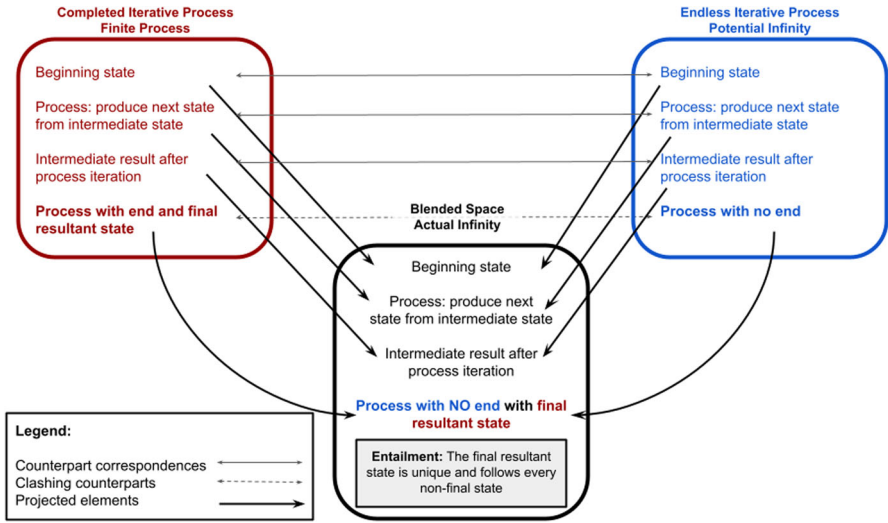 Completed Iterative Process
Finite Process
Beginning state
Process: produce next state
from intermediate state
Intermediate result after
process iteration
Process with end and final
resultant state
Endless Iterative Process
Potential Infinity
Beginning state
Process: produce next state
from intermediate state
Intermediate result after
process iteration
Process with no end
Blended Space
Actual Infinity
Beginning state
Process: produce next
state from intermediate state
Intermediate result after
process iteration
Process with NO end with final
resultant state
Entailment: The final resultant
state is unique and follows every
non-final state
Legend:
Counterpart correspondences
Clashing counterparts
Projected elements